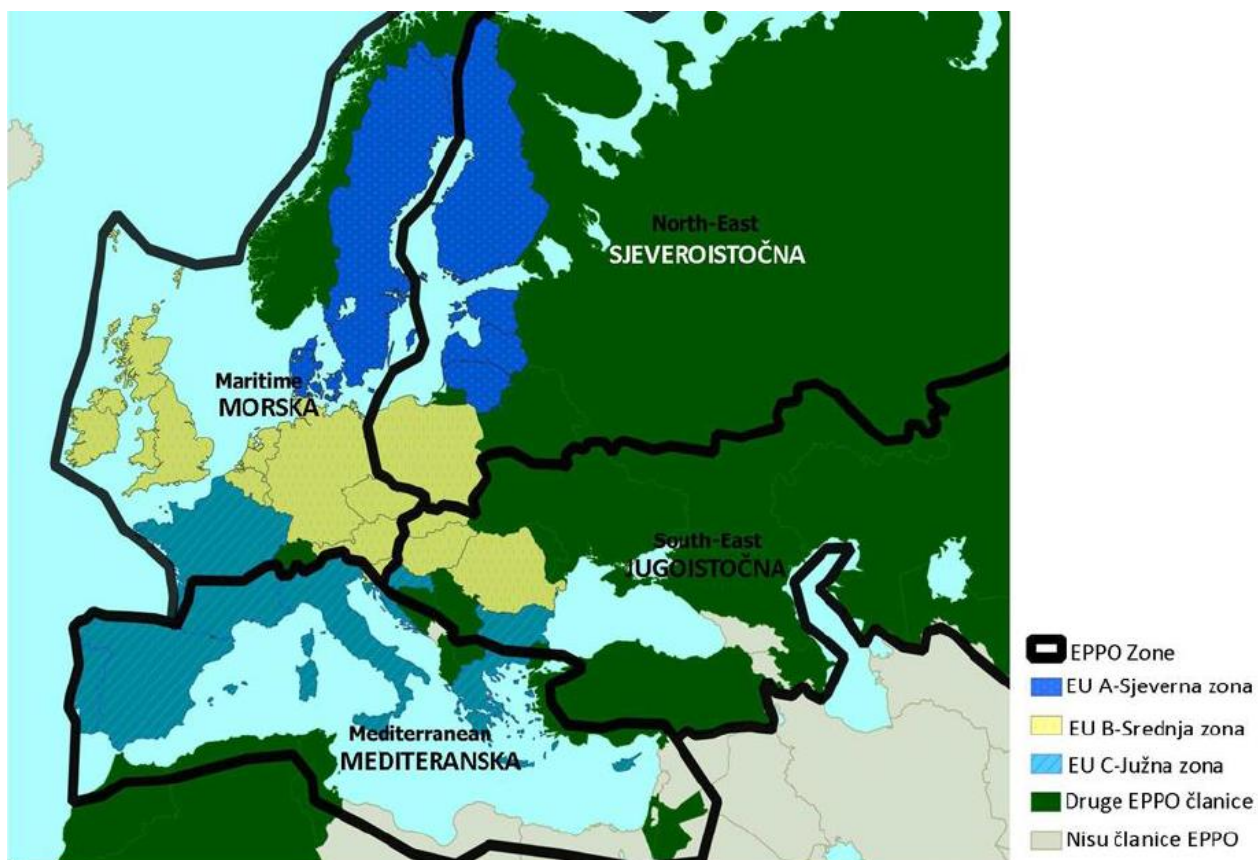 North-East
SJEVEROISTOČNA
Maritime
MORSKA
South-East
JUGOISTOČNA
Mediterranean
MEDITERANSKA
EPPO Zone
EU A-Sjeverna zona
EU B-Srednja zona
EU C-Južna zona
Druge EPPO članice
Nisu članice EPPO